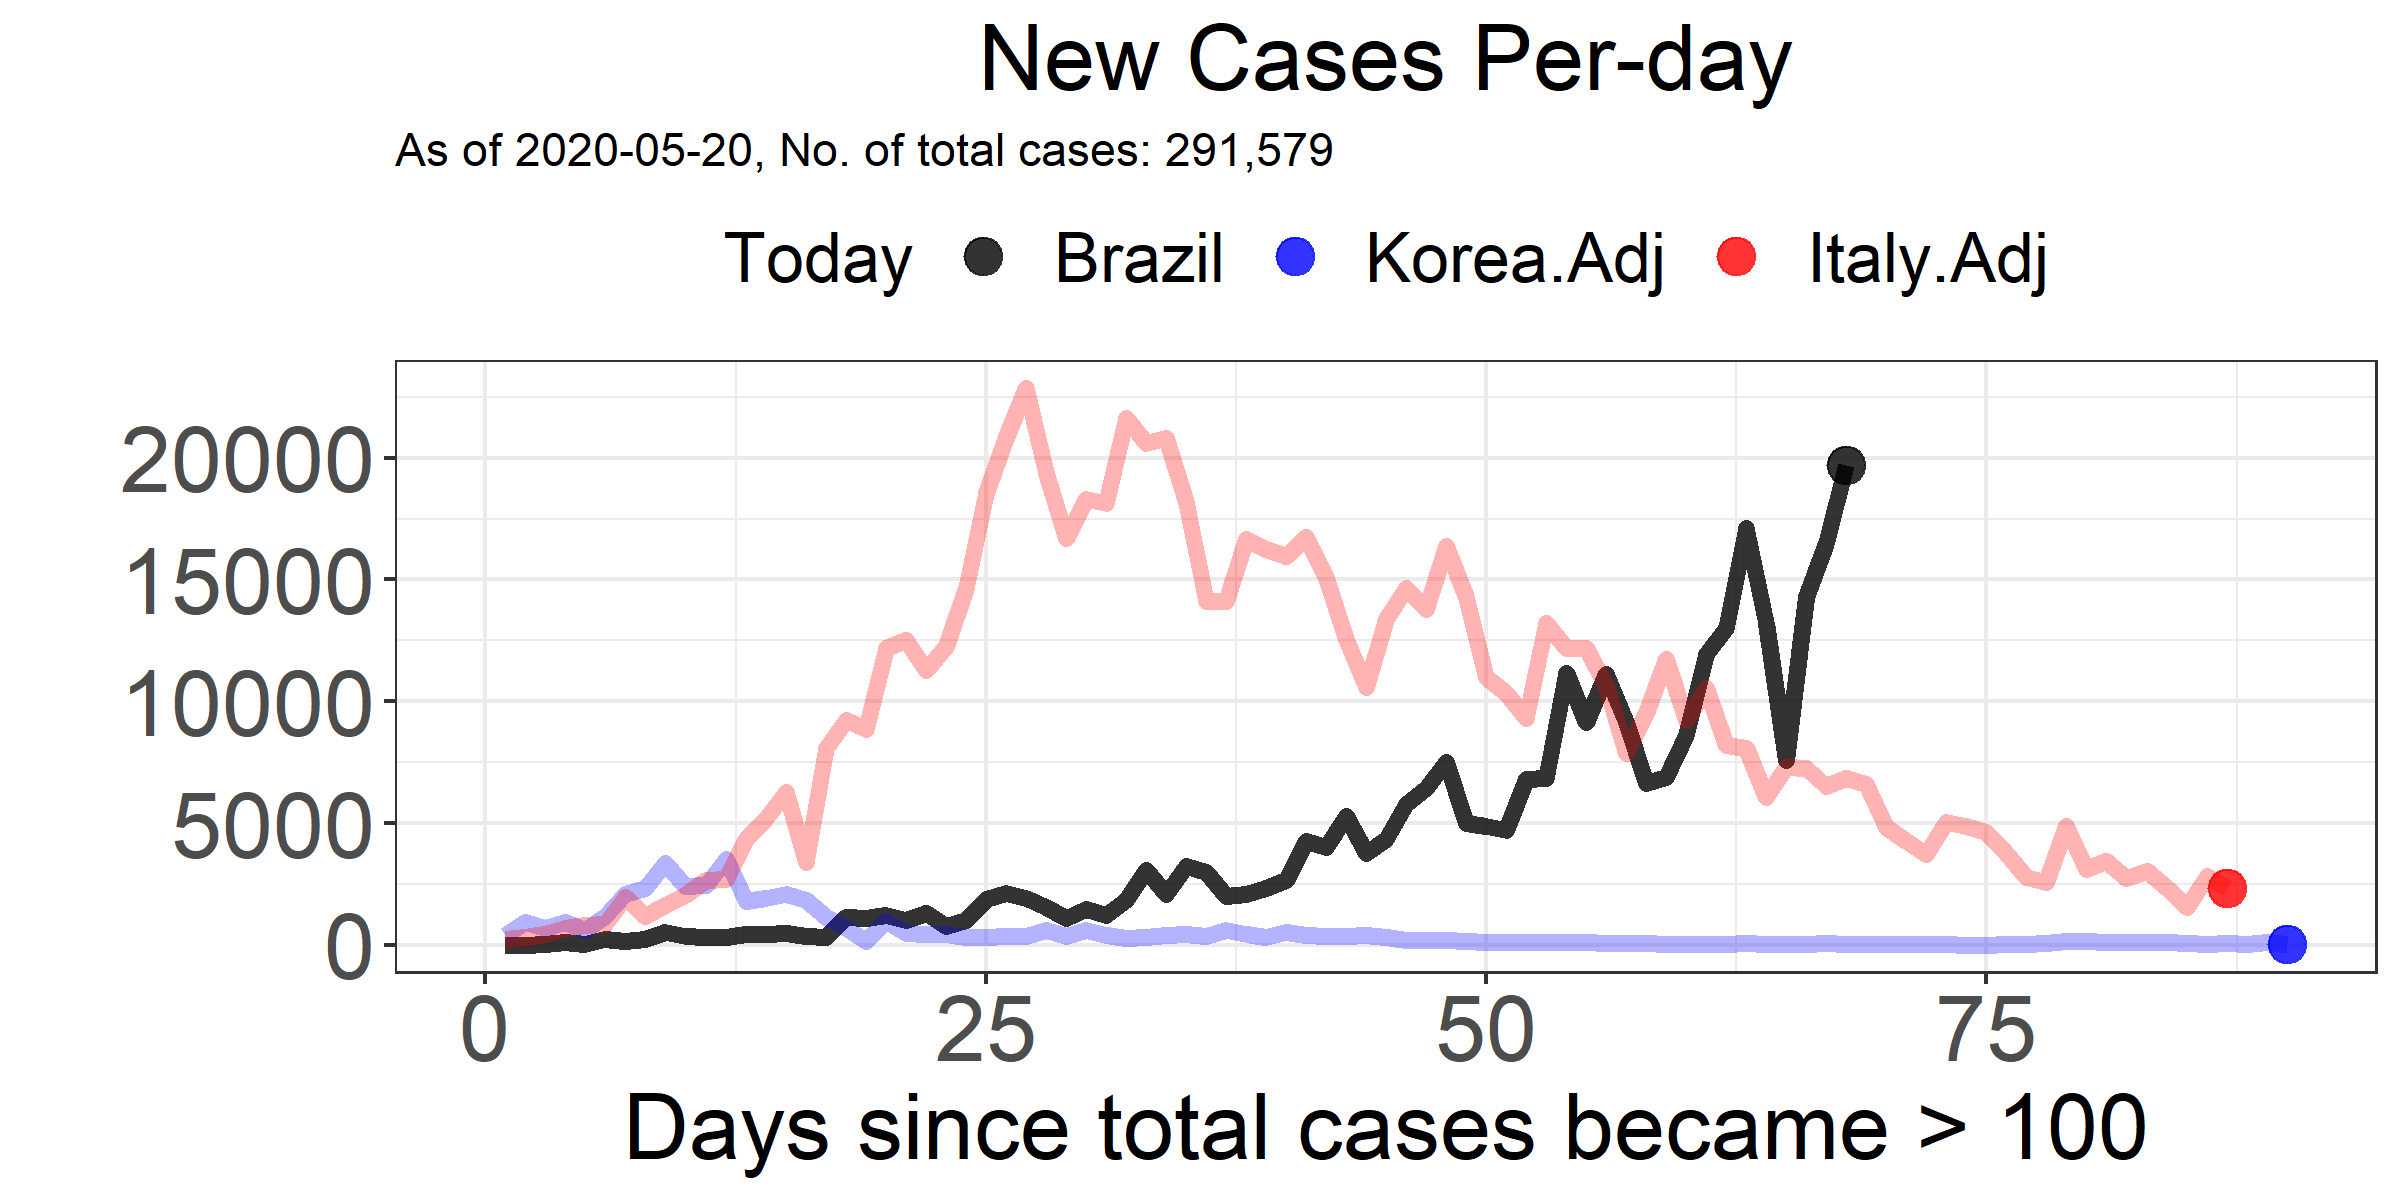 New Cases Per-day
As of 2020-05-20, No. of total cases: 291,579
Today Brazil Korea.Adj Italy.Adj
20000
15000
10000
5000
0
0 25 50 75
Days since total cases became > 100